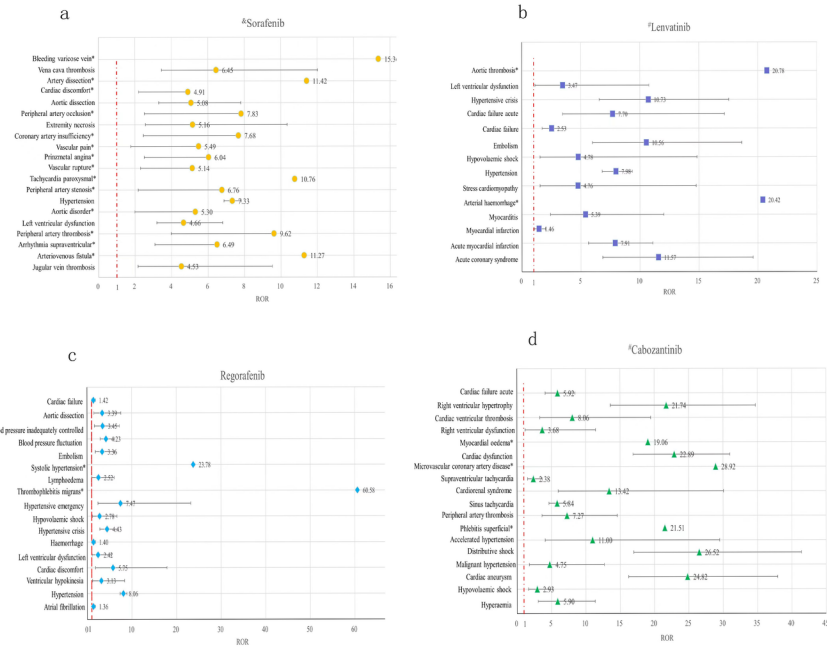 a
&Sorafenib
Bleeding varicose vein* 15.34
Vena cava thrombosis 6.45
Artery dissection* 11.42
Cardiac discomfort* 4.91
Aortic dissection 5.08
Peripheral artery occlusion* 7.83
Extremity necrosis 5.16
Coronary artery insufficiency* 7.68
Vascular pain* 5.49
Prinzmetal angina* 6.04
Vascular rupture* 5.14
Tachycardia paroxysmal* 10.76
Peripheral artery stenosis* 6.76
Hypertension 7.33
Aortic disorder* 5.30
Left ventricular dysfunction 4.66
Peripheral artery thrombosis* 9.62
Arrhythmia supraventricular* 6.49
Arteriovenous fistula* 11.27
Jugular vein thrombosis 4.53
0 1 2 4 6 8 10 12 14 16
ROR
b
#Lenvatinib
Aortic thrombosis* 20.78
Left ventricular dysfunction 3.47
Hypertensive crisis 10.73
Cardiac failure acute 7.70
Cardiac failure 2.53
Embolism 10.56
Hypovolaemic shock 4.78
Hypertension 7.98
Stress cardiomyopathy 4.76
Arterial haemorrhage* 20.42
Myocarditis 5.39
Myocardial infarction 1.46
Acute myocardial infarction 7.91
Acute coronary syndrome 11.57
0 1 5 10 15 20 25
ROR
c
Regorafenib
Cardiac failure 1.42
Aortic dissection 3.39
d pressure inadequately controlled 3.45
Blood pressure fluctuation 4.23
Embolism 3.36
Systolic hypertension* 23.78
Lymphoedema 2.52
Thrombophlebitis migrans* 60.58
Hypertensive emergency 7.47
Hypovolaemic shock 2.78
Hypertensive crisis 4.43
Haemorrhage 1.40
Left ventricular dysfunction 2.42
Cardiac discomfort 5.75
Ventricular hypokinesia 3.13
Hypertension 8.06
Atrial fibrillation 1.36
0 1 20 40 60
ROR
d
#Cabozantinib
Cardiac failure acute 5.92
Right ventricular hypertrophy 21.74
Cardiac ventricular thrombosis 8.06
Right ventricular dysfunction 3.68
Myocardial oedema* 19.06
Cardiac dysfunction 22.89
Microvascular coronary artery disease* 28.92
Supraventricular tachycardia 2.38
Cardiorenal syndrome 13.42
Sinus tachycardia 5.84
Peripheral artery thrombosis 7.27
Phlebitis superficial* 21.51
Accelerated hypertension 11.00
Distributive shock 26.52
Malignant hypertension 4.75
Cardiac aneurysm 24.82
Hypovolaemic shock 2.93
Hyperaemia 5.90
0 1 5 10 15 20 25 30 35 40 45
ROR